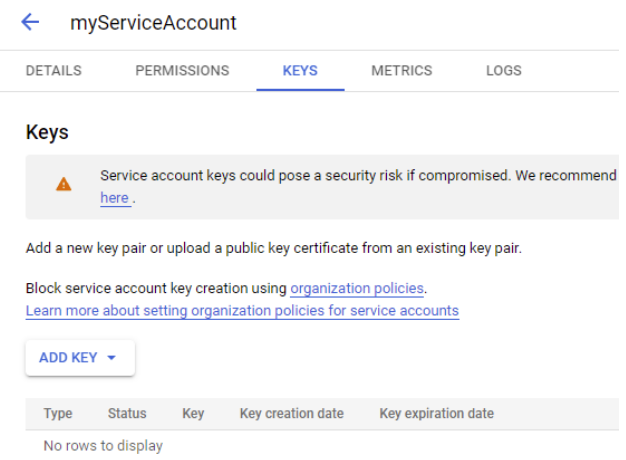 myServiceAccount
DETAILS PERMISSIONS KEYS METRICS LOGS
Keys
Service account keys could pose a security risk if compromised. We recommend
here .
Add a new key pair or upload a public key certificate from an existing key pair.
Block service account key creation using organization policies.
Learn more about setting organization policies for service accounts
ADD KEY
Type Status Key Key creation date Key expiration date
No rows to display